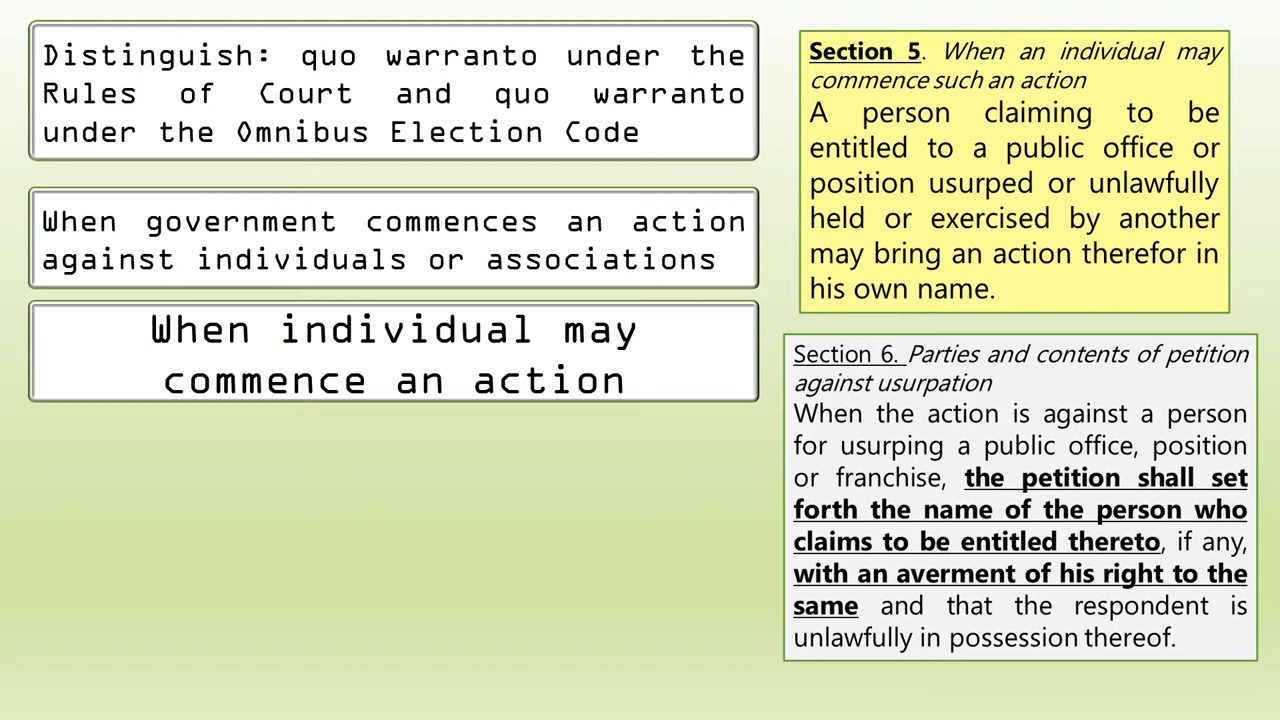 Distinguish: quo warranto under the
Rules of Court and quo warranto
under the Omnibus Election Code
When government commences an action
against individuals or associations
When individual may
commence an action
Section 5. When an individual may
commence such an action
A person claiming to be
entitled to a public office or
position usurped or unlawfully
held or exercised by another
may bring an action therefor in
his own name.
Section 6. Parties and contents of petition
against usurpation
When the action is against a person
for usurping a public office, position
or franchise, the petition shall set
forth the name of the person who
claims to be entitled thereto, if any,
with an averment of his right to the
same and that the respondent is
unlawfully in possession thereof.